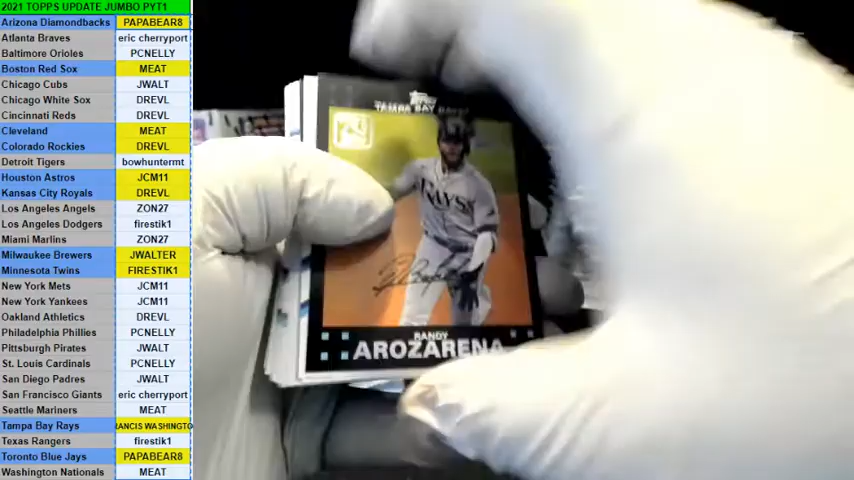 2021 TOPPS UPDATE JUMBO PYT1
Arizona Diamondbacks PAPABEAR8
Atlanta Braves eric cherryport
Baltimore Orioles PCNELLY
Boston Red Sox MEAT
Chicago Cubs JWALT
Chicago White Sox DREVL
Cincinnati Reds DREVL
Cleveland MEAT
Colorado Rockies DREVL
Detroit Tigers bowhuntermt
Houston Astros JCM11
Kansas City Royals DREVL
Los Angeles Angels ZON27
Los Angeles Dodgers firestik1
Miami Marlins ZON27
Milwaukee Brewers JWALTER
Minnesota Twins FIRESTIK1
New York Mets JCM11
New York Yankees JCM11
Oakland Athletics DREVL
Philadelphia Phillies PCNELLY
Pittsburgh Pirates JWALT
St. Louis Cardinals PCNELLY
San Diego Padres JWALT
San Francisco Giants eric cherryport
Seattle Mariners MEAT
Tampa Bay Rays RANCIS WASHINGTO
Texas Rangers firestik1
Toronto Blue Jays PAPABEAR8
Washington Nationals MEAT
Topps
TAMPA BAY RAYS
RAYS
RANDY
AROZARENA